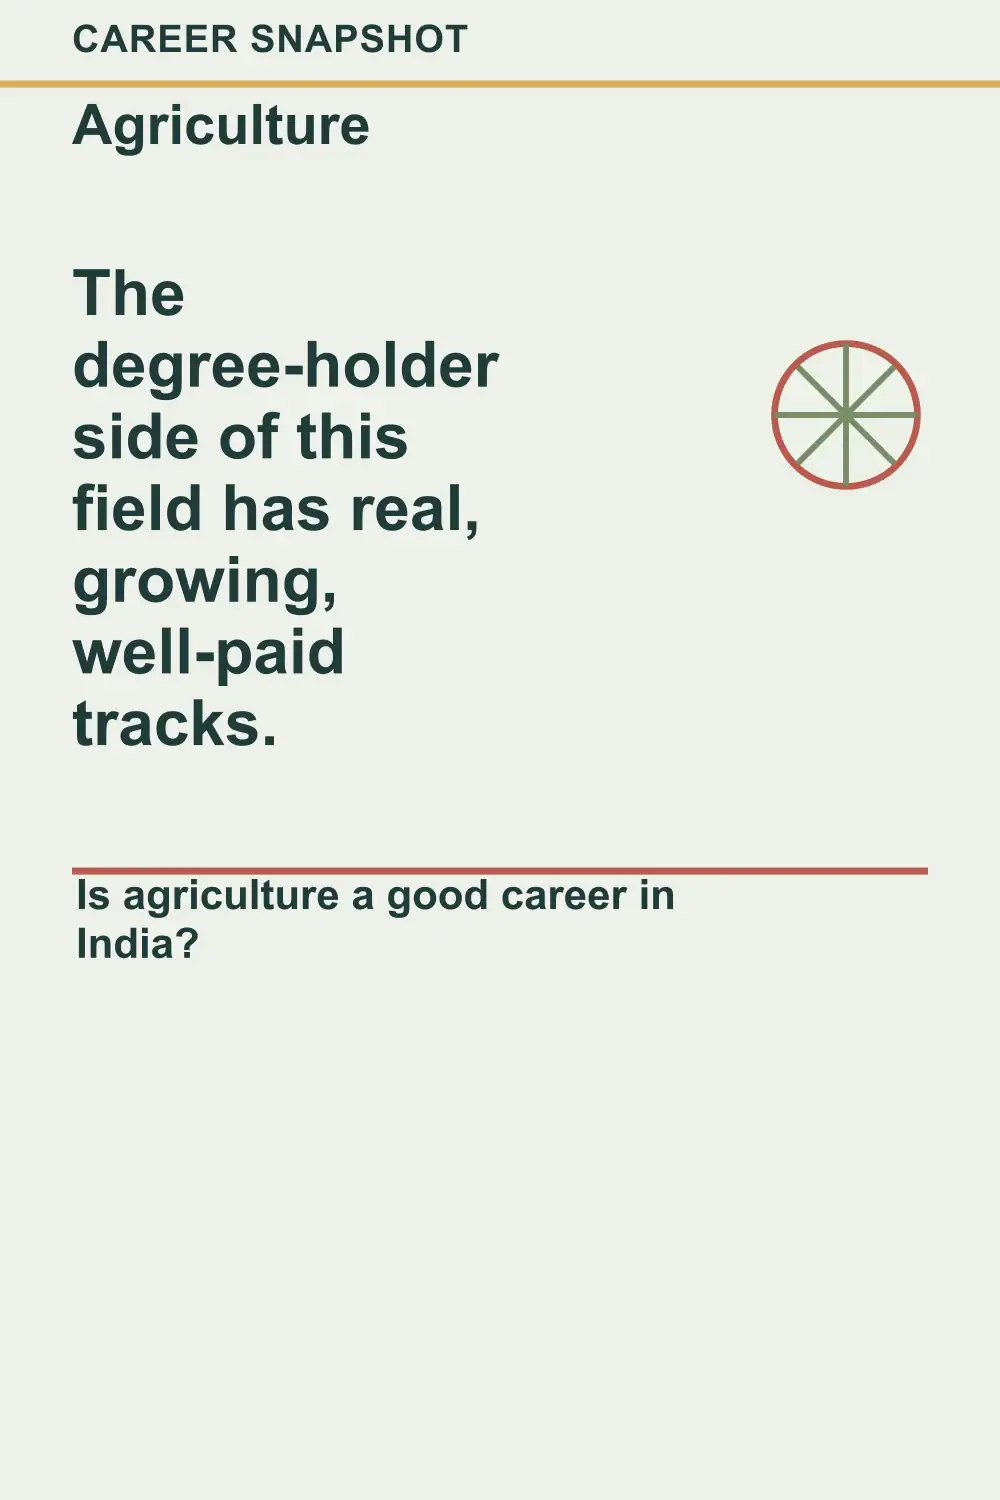 CAREER SNAPSHOT
Agriculture
The
degree-holder
side of this
field has real,
growing,
well-paid
tracks.
Is agriculture a good career in
India?